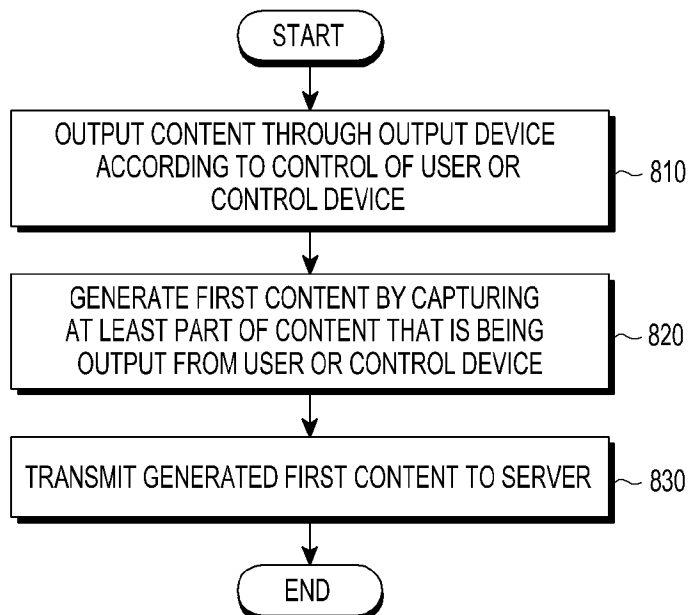 START
OUTPUT CONTENT THROUGH OUTPUT DEVICE
ACCORDING TO CONTROL OF USER OR
CONTROL DEVICE
810
GENERATE FIRST CONTENT BY CAPTURING
AT LEAST PART OF CONTENT THAT IS BEING
OUTPUT FROM USER OR CONTROL DEVICE
820
TRANSMIT GENERATED FIRST CONTENT TO SERVER
830
END